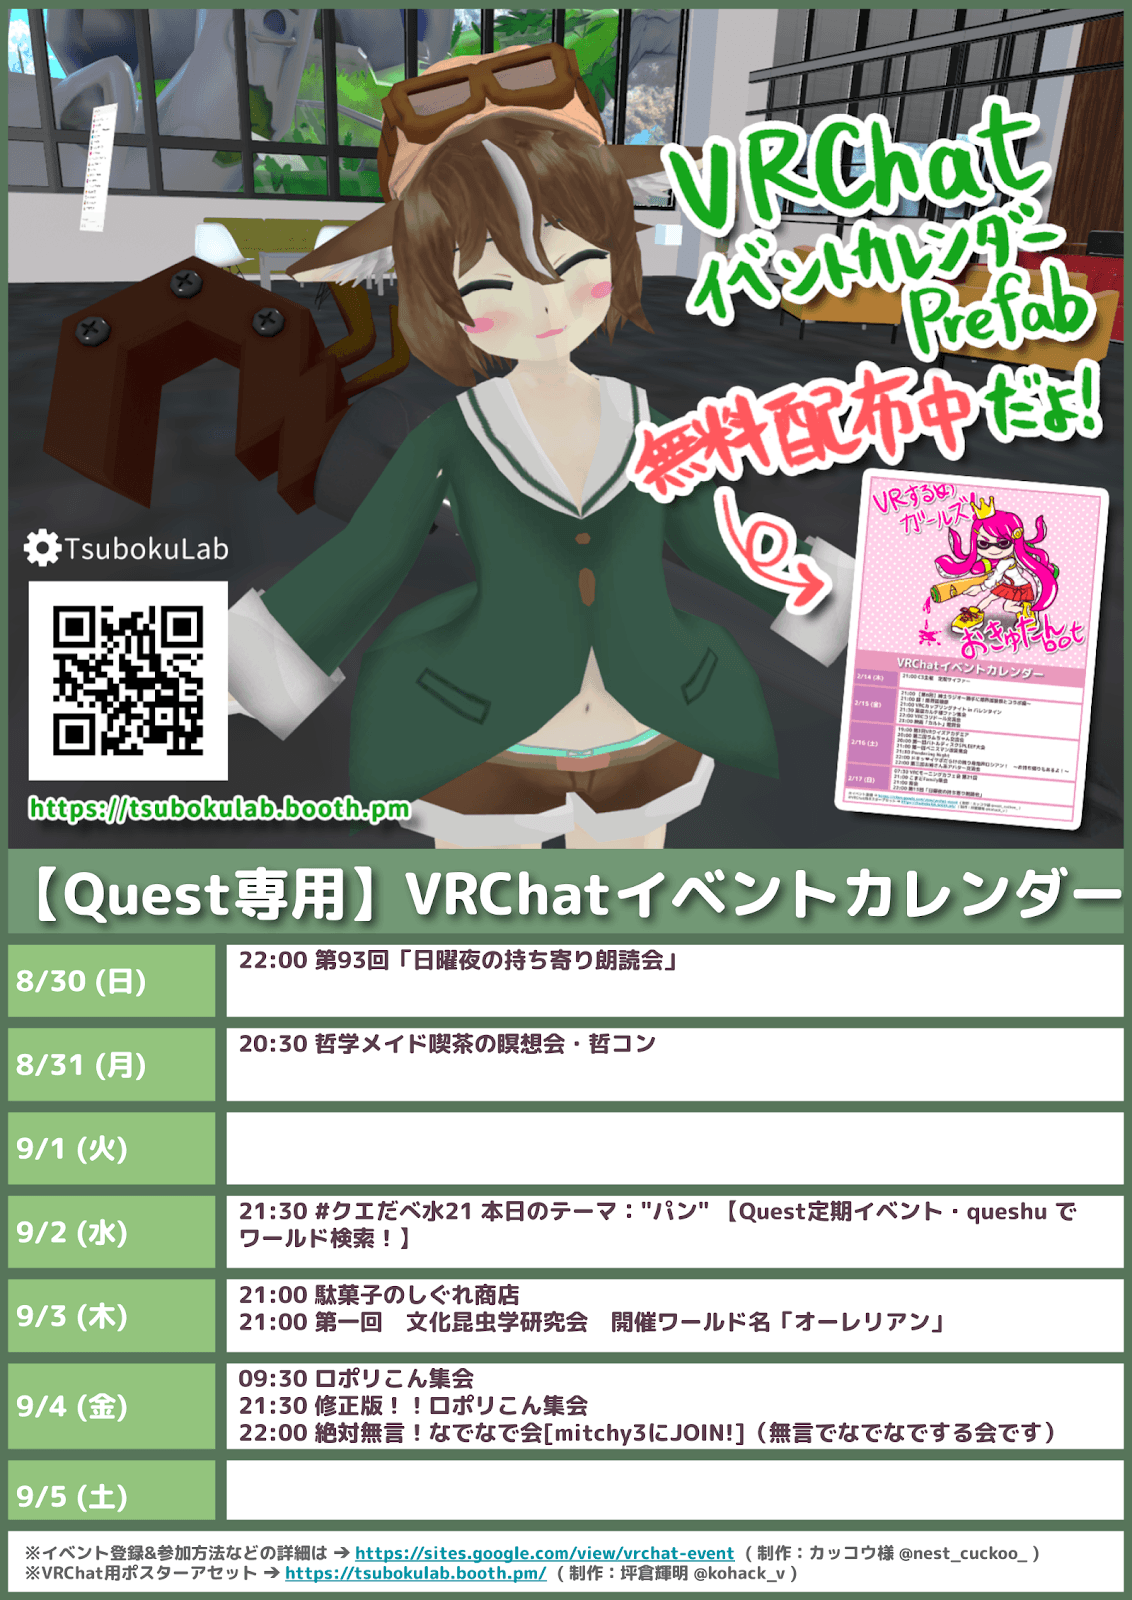 VRChat
イベントカレンダー
Prefab
無料配布中だよ!
TsubokuLab
https://tsubokulab.booth.pm
VRするめ
ガールズ!
おきゅたんbot
VRChatイベントカレンダー
2/14 (木)
2/15 (金)
2/16 (土)
2/17 (日)
【Quest専用】VRChatイベントカレンダー
8/30 (日)
22:00 第93回「日曜夜の持ち寄り朗読会」
8/31 (月)
20:30 哲学メイド喫茶の瞑想会・哲コン
9/1 (火)
9/2 (水)
21:30 #クエだべ水21 本日のテーマ："パン" 【Quest定期イベント・queshu で
ワールド検索！】
9/3 (木)
21:00 駄菓子のしぐれ商店
21:00 第一回　文化昆虫学研究会　開催ワールド名「オーレリアン」
9/4 (金)
09:30 ロポリこん集会
21:30 修正版！！ロポリこん集会
22:00 絶対無言！なでなで会[mitchy3にJOIN!]（無言でなでなでする会です）
9/5 (土)
※イベント登録&参加方法などの詳細は ➔ https://sites.google.com/view/vrchat-event ( 制作：カッコウ様 @nest_cuckoo_ )
※VRChat用ポスターアセット ➔ https://tsubokulab.booth.pm/ ( 制作：坪倉輝明 @kohack_v )